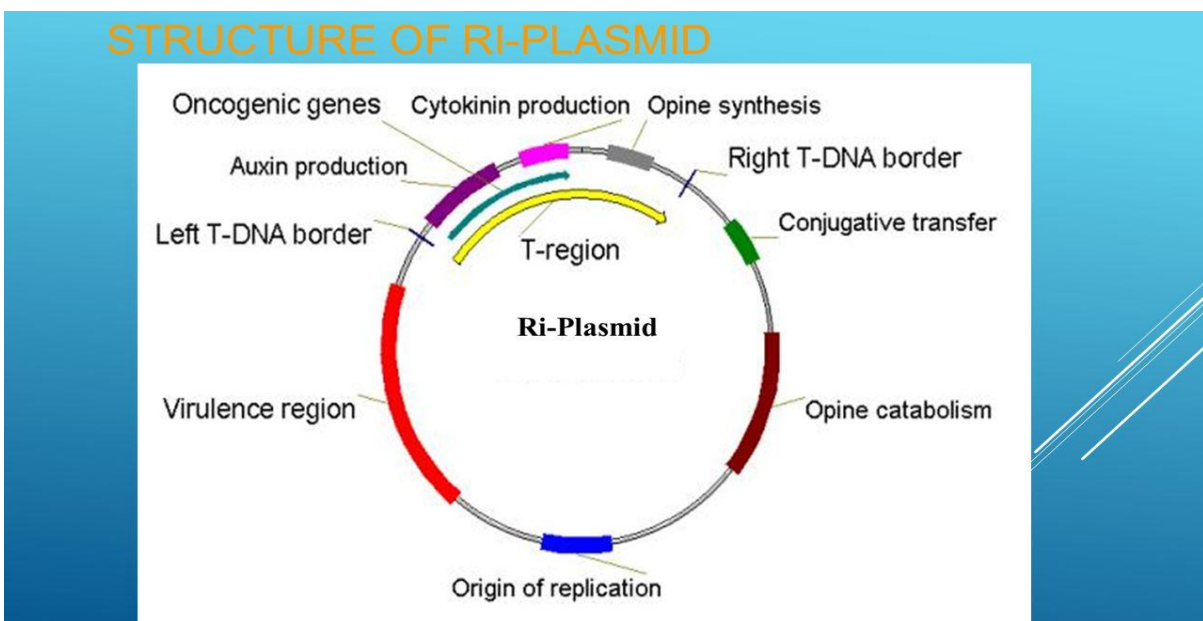 STRUCTURE OF RI-PLASMID
Oncogenic genes
Cytokinin production
Opine synthesis
Auxin production
Right T-DNA border
Left T-DNA border
T-region
Conjugative transfer
Ri-Plasmid
Virulence region
Opine catabolism
Origin of replication